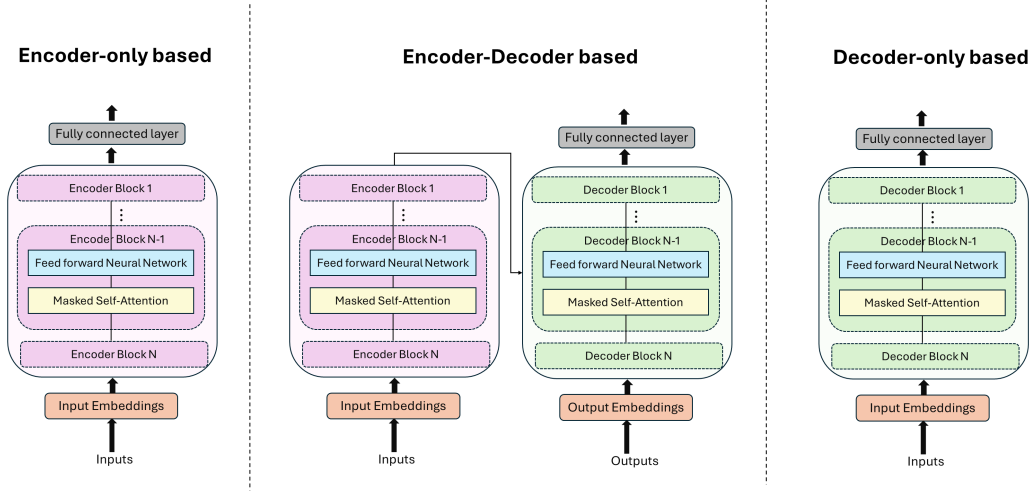 Encoder-only based
Fully connected layer
Encoder Block 1
Encoder Block N-1
Feed forward Neural Network
Masked Self-Attention
Encoder Block N
Input Embeddings
Inputs
Encoder-Decoder based
Encoder Block 1
Encoder Block N-1
Feed forward Neural Network
Masked Self-Attention
Encoder Block N
Input Embeddings
Inputs
Fully connected layer
Decoder Block 1
Decoder Block N-1
Feed forward Neural Network
Masked Self-Attention
Decoder Block N
Output Embeddings
Outputs
Decoder-only based
Fully connected layer
Decoder Block 1
Decoder Block N-1
Feed forward Neural Network
Masked Self-Attention
Decoder Block N
Input Embeddings
Inputs